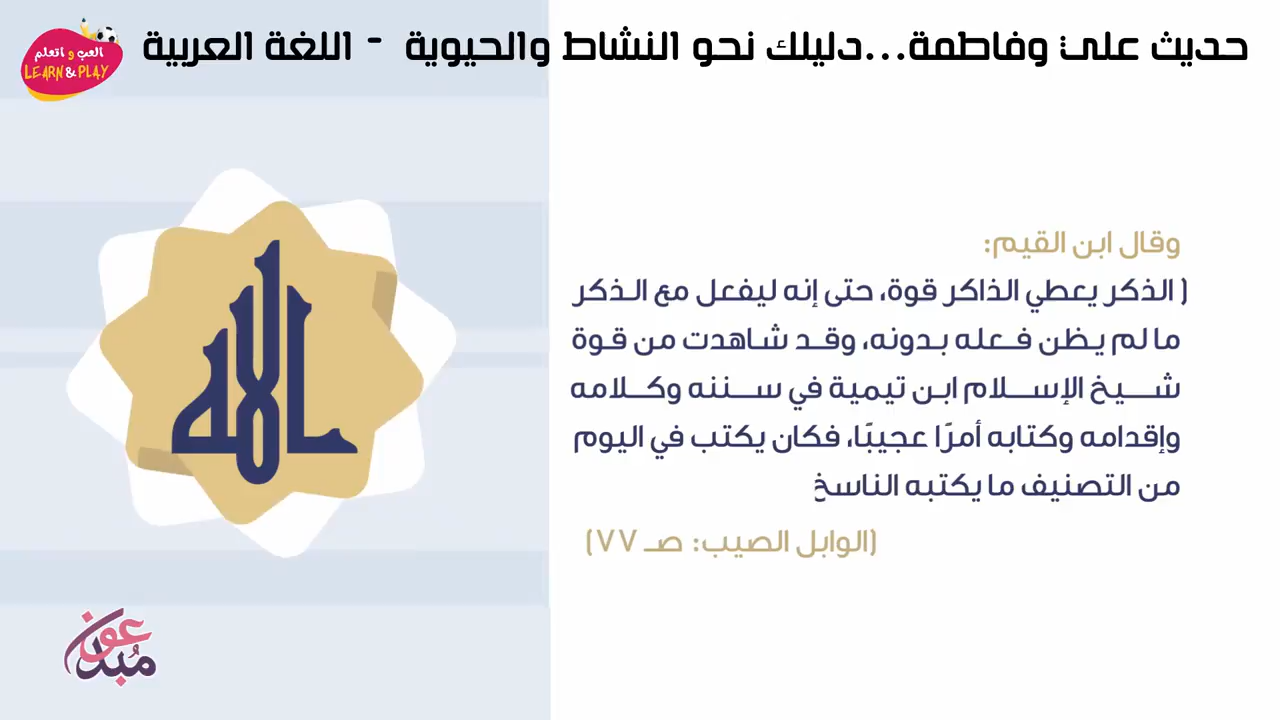 حديث علي وفاطمة...دليلك نحو النشاط والحيوية - اللغة العربية
العب و اتعلم
LEARN & PLAY
وقال ابن القيم:
( الذكر يعطي الذاكر قوة، حتى إنه ليفعل مع الذكر
ما لم يظن فعله بدونه، وقد شاهدت من قوة
شيخ الإسلام ابن تيمية في سننه وكلامه
وإقدامه وكتابه أمرًا عجيبًا، فكان يكتب في اليوم
من التصنيف ما يكتبه الناسخ
(الوابل الصيب: صـ ٧٧)
الله
مُبدعون